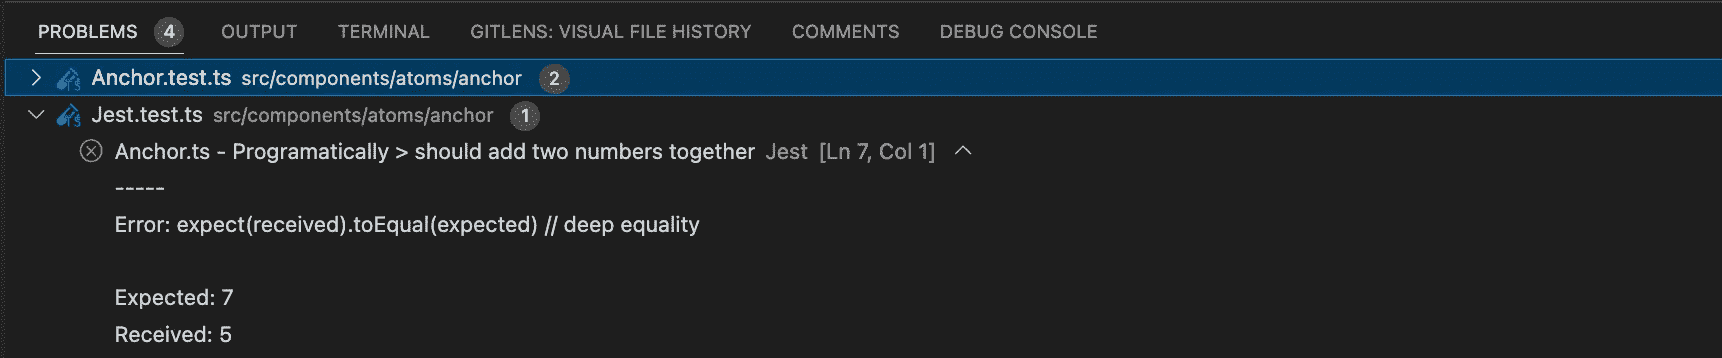 PROBLEMS 4 OUTPUT TERMINAL GITLENS: VISUAL FILE HISTORY COMMENTS DEBUG CONSOLE
Anchor.test.ts src/components/atoms/anchor 2
Jest.test.ts src/components/atoms/anchor 1
Anchor.ts - Programatically > should add two numbers together Jest [Ln 7, Col 1]
-----
Error: expect(received).toEqual(expected) // deep equality
Expected: 7
Received: 5